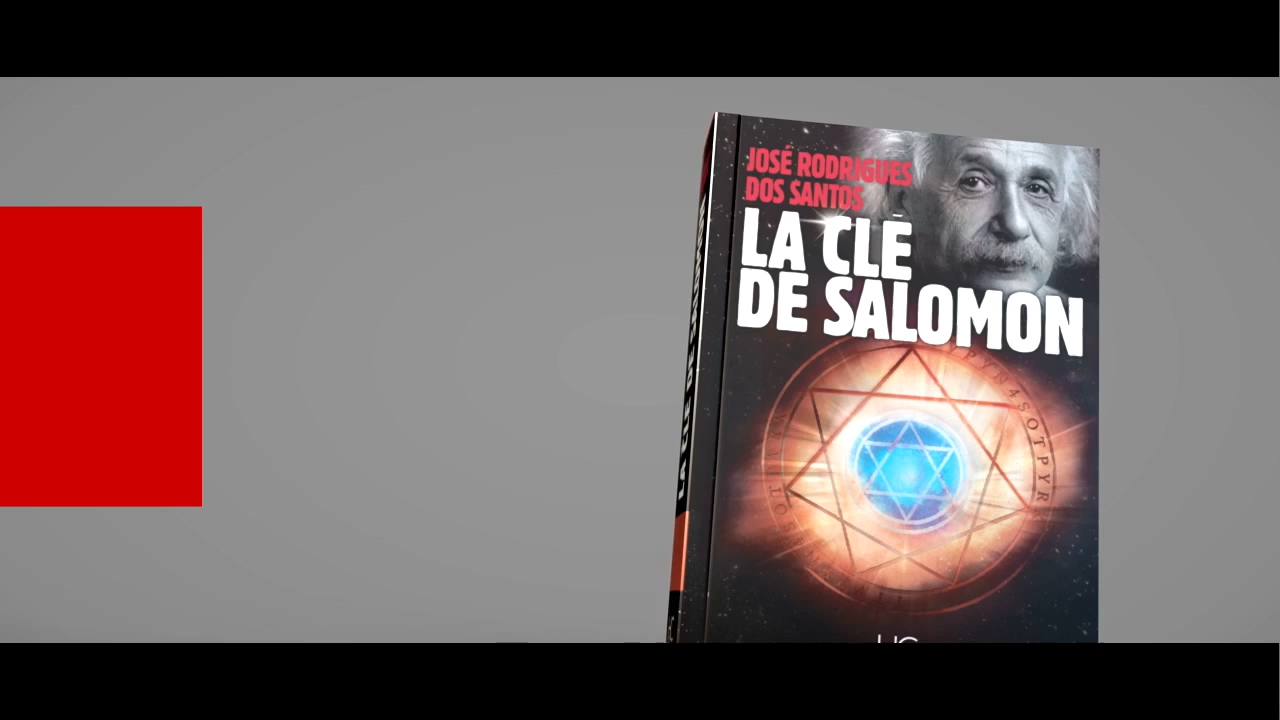 JOSÉ RODRIGUES
DOS SANTOS
LA CLÉ
DE SALOMON
LA CLÉ DE SALOMON